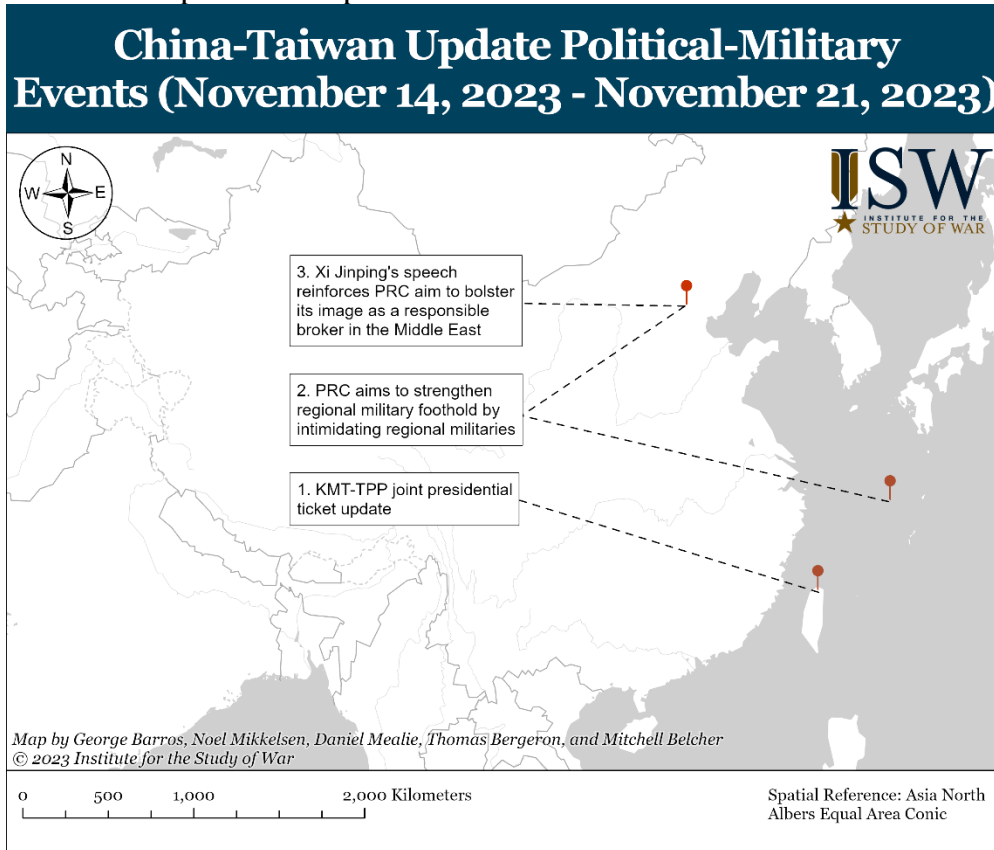 China-Taiwan Update Political-Military
Events (November 14, 2023 - November 21, 2023)
N
W E
S
ISW
INSTITUTE FOR THE
STUDY OF WAR
3. Xi Jinping's speech
reinforces PRC aim to bolster
its image as a responsible
broker in the Middle East
2. PRC aims to strengthen
regional military foothold by
intimidating regional militaries
1. KMT-TPP joint presidential
ticket update
Map by George Barros, Noel Mikkelsen, Daniel Mealie, Thomas Bergeron, and Mitchell Belcher
© 2023 Institute for the Study of War
0 500 1,000 2,000 Kilometers
Spatial Reference: Asia North
Albers Equal Area Conic